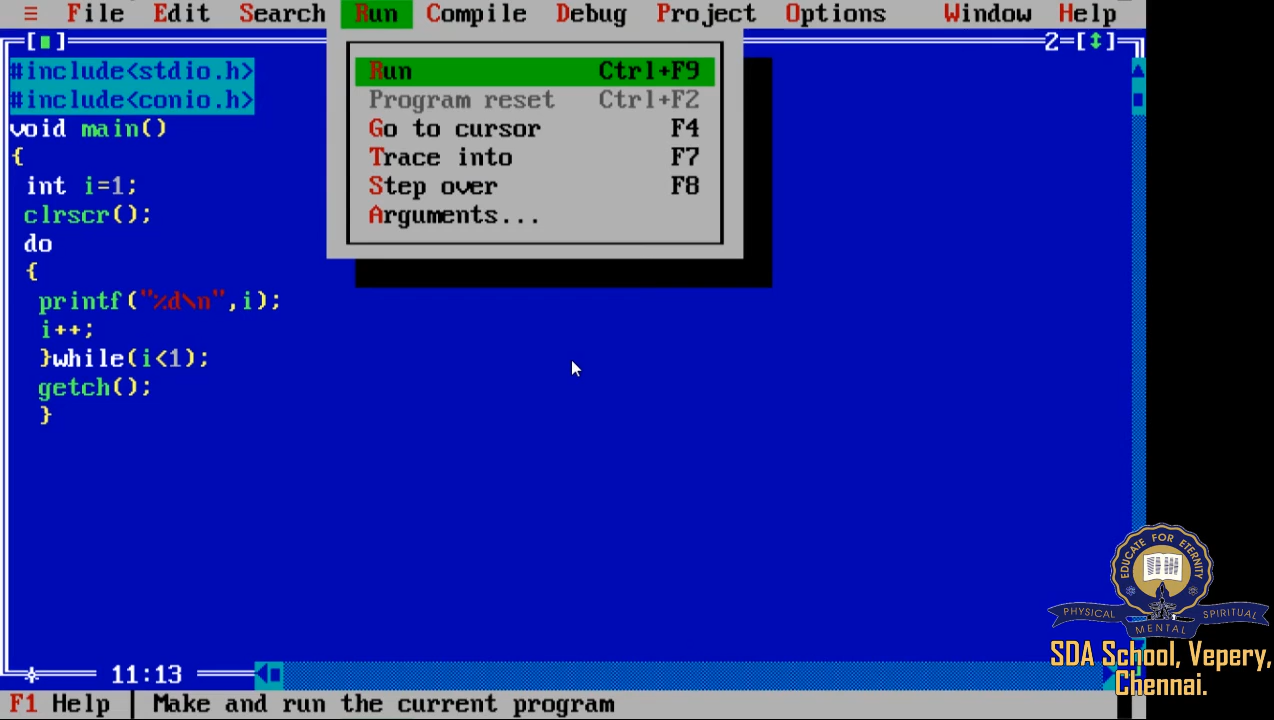 ≡ File Edit Search Run Compile Debug Project Options Window Help
[■] 2=[↕]
#include<stdio.h>
#include<conio.h>
void main()
{
int i=1;
clrscr();
do
{
printf("%d\n",i);
i++;
}while(i<1);
getch();
}
Run Ctrl+F9
Program reset Ctrl+F2
Go to cursor F4
Trace into F7
Step over F8
Arguments...
11:13
F1 Help | Make and run the current program
EDUCATE FOR ETERNITY
PHYSICAL MENTAL SPIRITUAL
SDA School, Vepery,
Chennai.